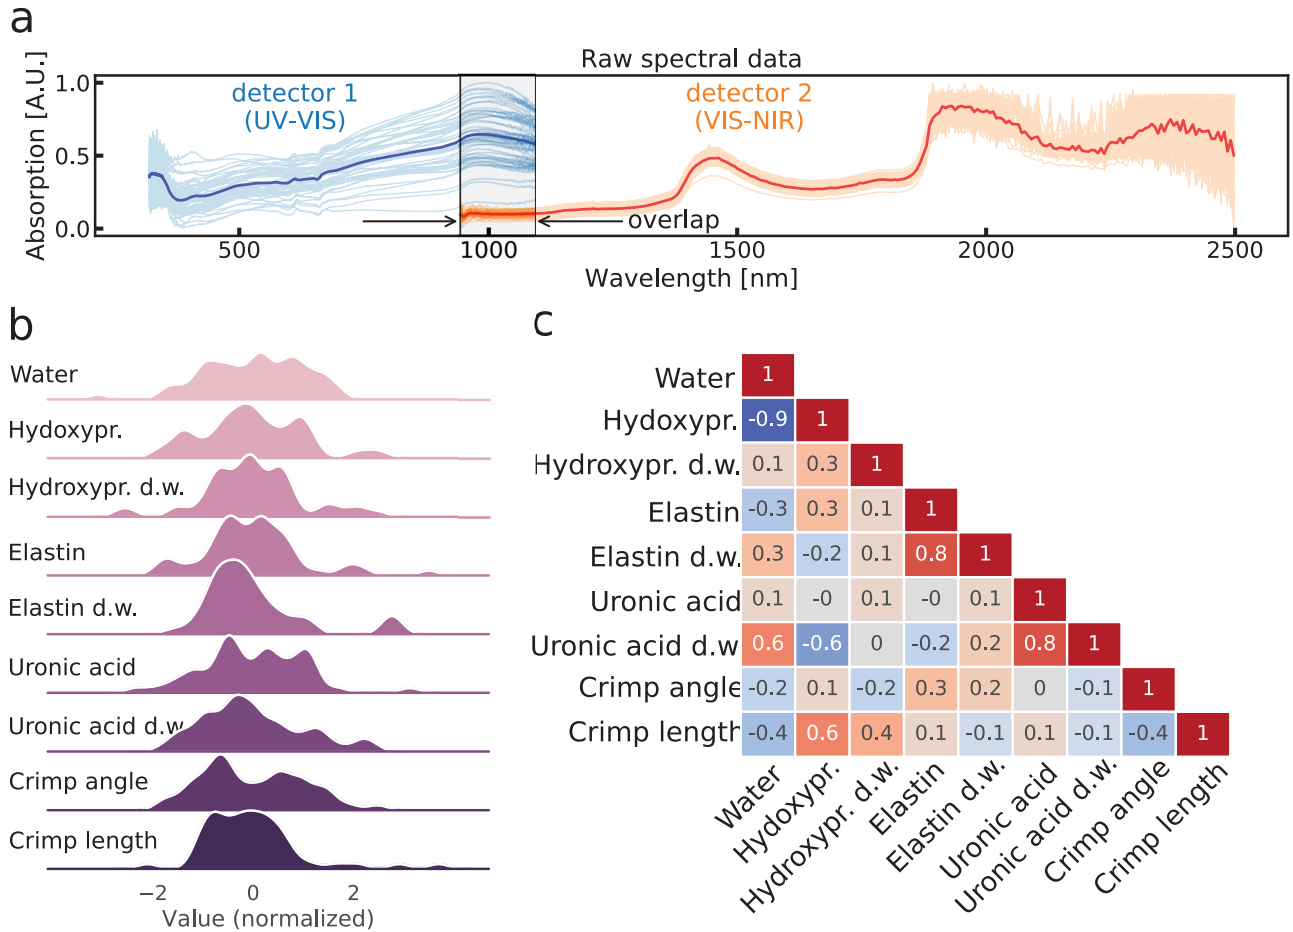 a
Raw spectral data
Absorption [A.U.]
1.0
0.5
0.0
detector 1
(UV-VIS)
detector 2
(VIS-NIR)
overlap
500
1000
1500
2000
2500
Wavelength [nm]
b
Water
Hydoxypr.
Hydroxypr. d.w.
Elastin
Elastin d.w.
Uronic acid
Uronic acid d.w
Crimp angle
Crimp length
−2 0 2
Value (normalized)
c
Water 1
Hydoxypr. -0.9 1
Hydroxypr. d.w. 0.1 0.3 1
Elastin -0.3 0.3 0.1 1
Elastin d.w. 0.3 -0.2 0.1 0.8 1
Uronic acid 0.1 -0 0.1 -0 0.1 1
Uronic acid d.w 0.6 -0.6 0 -0.2 0.2 0.8 1
Crimp angle -0.2 0.1 -0.2 0.3 0.2 0 -0.1 1
Crimp length -0.4 0.6 0.4 0.1 -0.1 0.1 -0.1 -0.4 1
Water
Hydoxypr.
Hydroxypr. d.w.
Elastin
Elastin d.w.
Uronic acid
Uronic acid d.w.
Crimp angle
Crimp length